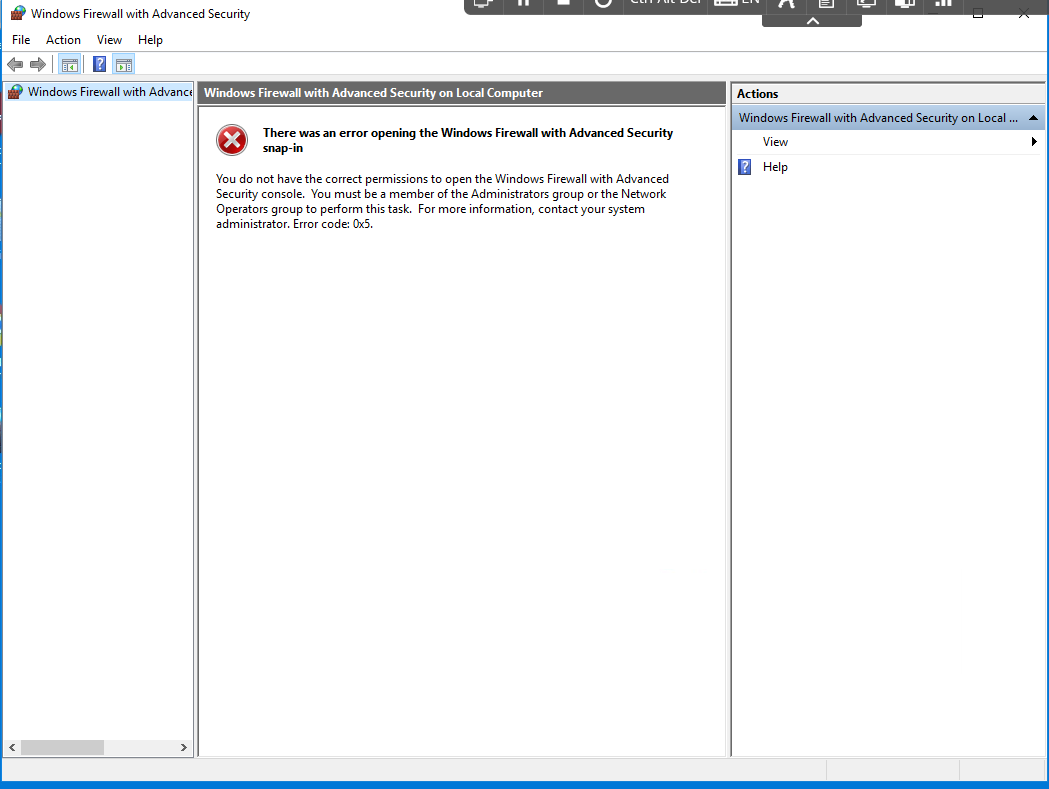 Windows Firewall with Advanced Security
Ctrl-Alt-Del
EN
File Action View Help
Windows Firewall with Advance
Windows Firewall with Advanced Security on Local Computer
There was an error opening the Windows Firewall with Advanced Security
snap-in
You do not have the correct permissions to open the Windows Firewall with Advanced
Security console. You must be a member of the Administrators group or the Network
Operators group to perform this task. For more information, contact your system
administrator. Error code: 0x5.
Actions
Windows Firewall with Advanced Security on Local ...
View
Help